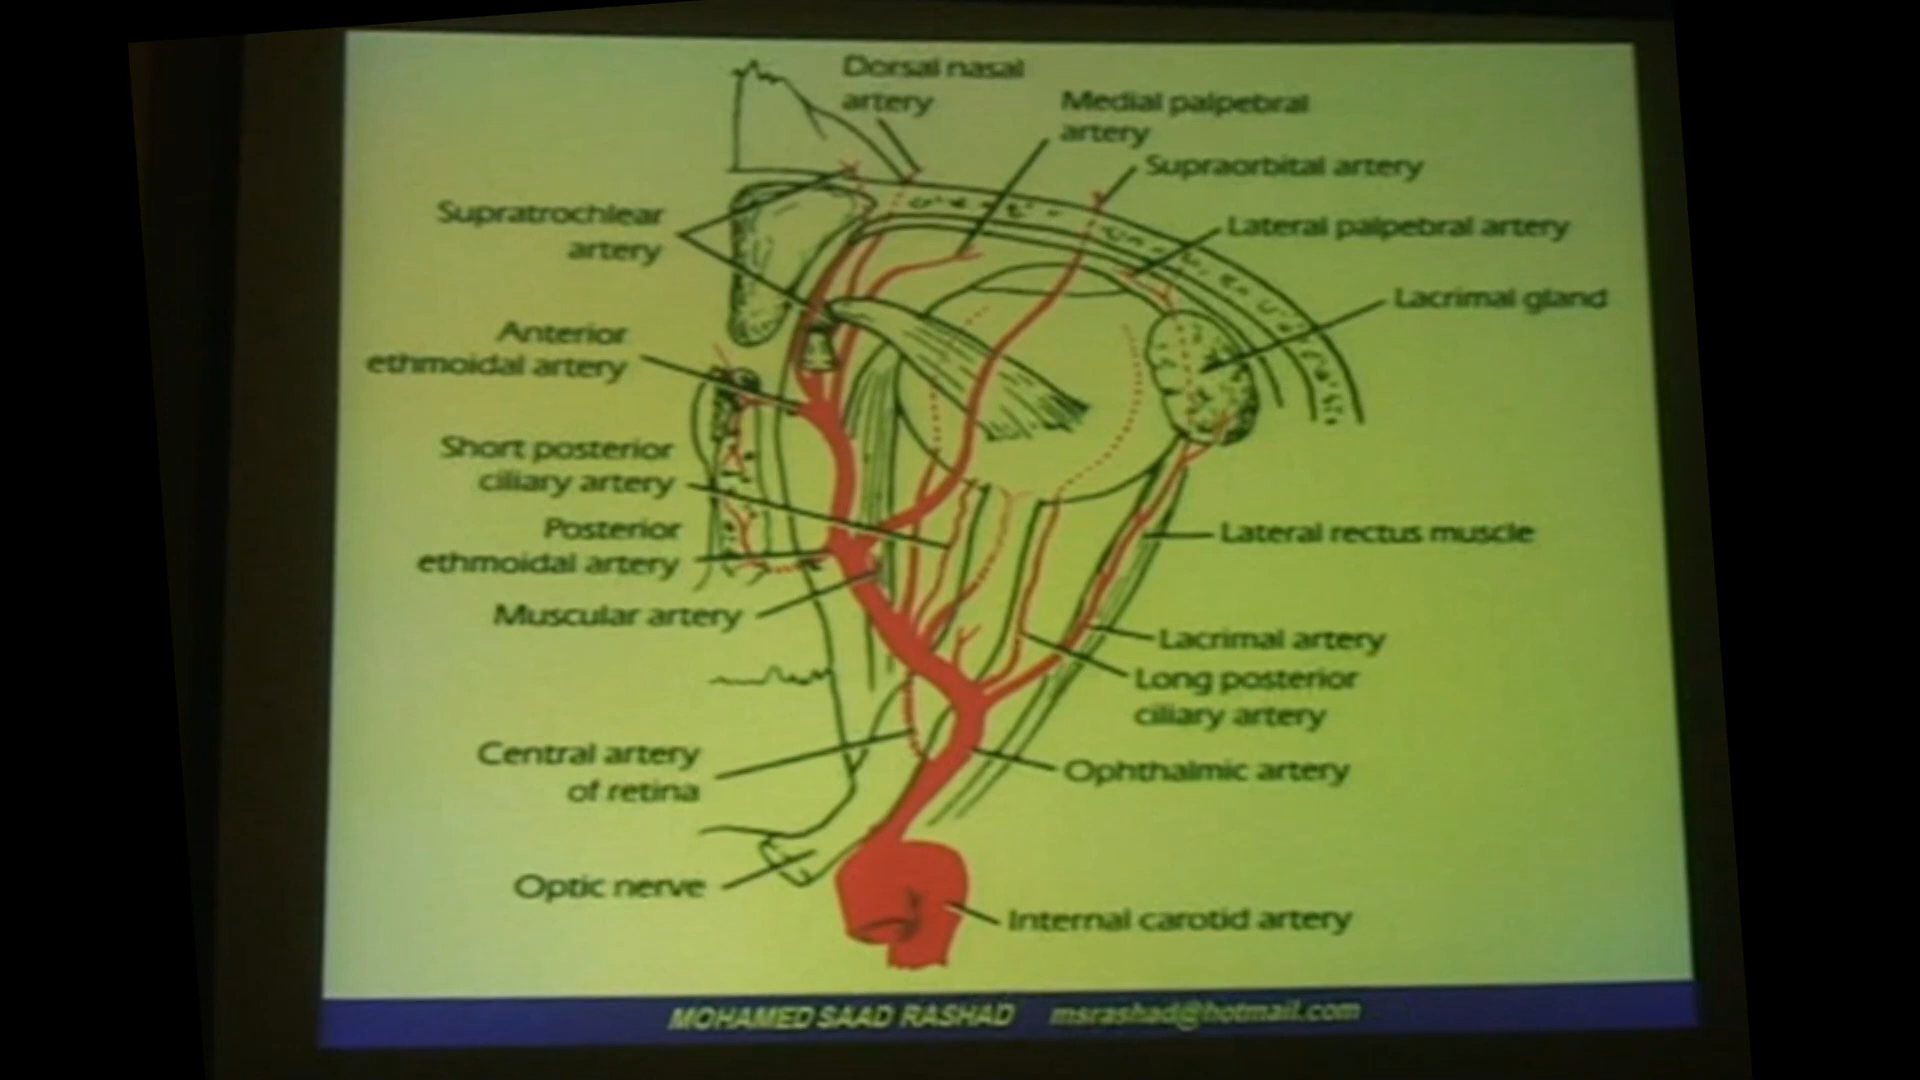 Dorsal nasal
artery
Medial palpebral
artery
Supraorbital artery
Supratrochlear
artery
Lateral palpebral artery
Lacrimal gland
Anterior
ethmoidal artery
Short posterior
ciliary artery
Posterior
ethmoidal artery
Lateral rectus muscle
Muscular artery
Lacrimal artery
Long posterior
ciliary artery
Central artery
of retina
Ophthalmic artery
Optic nerve
Internal carotid artery
MOHAMED SAAD RASHAD msrashad@hotmail.com